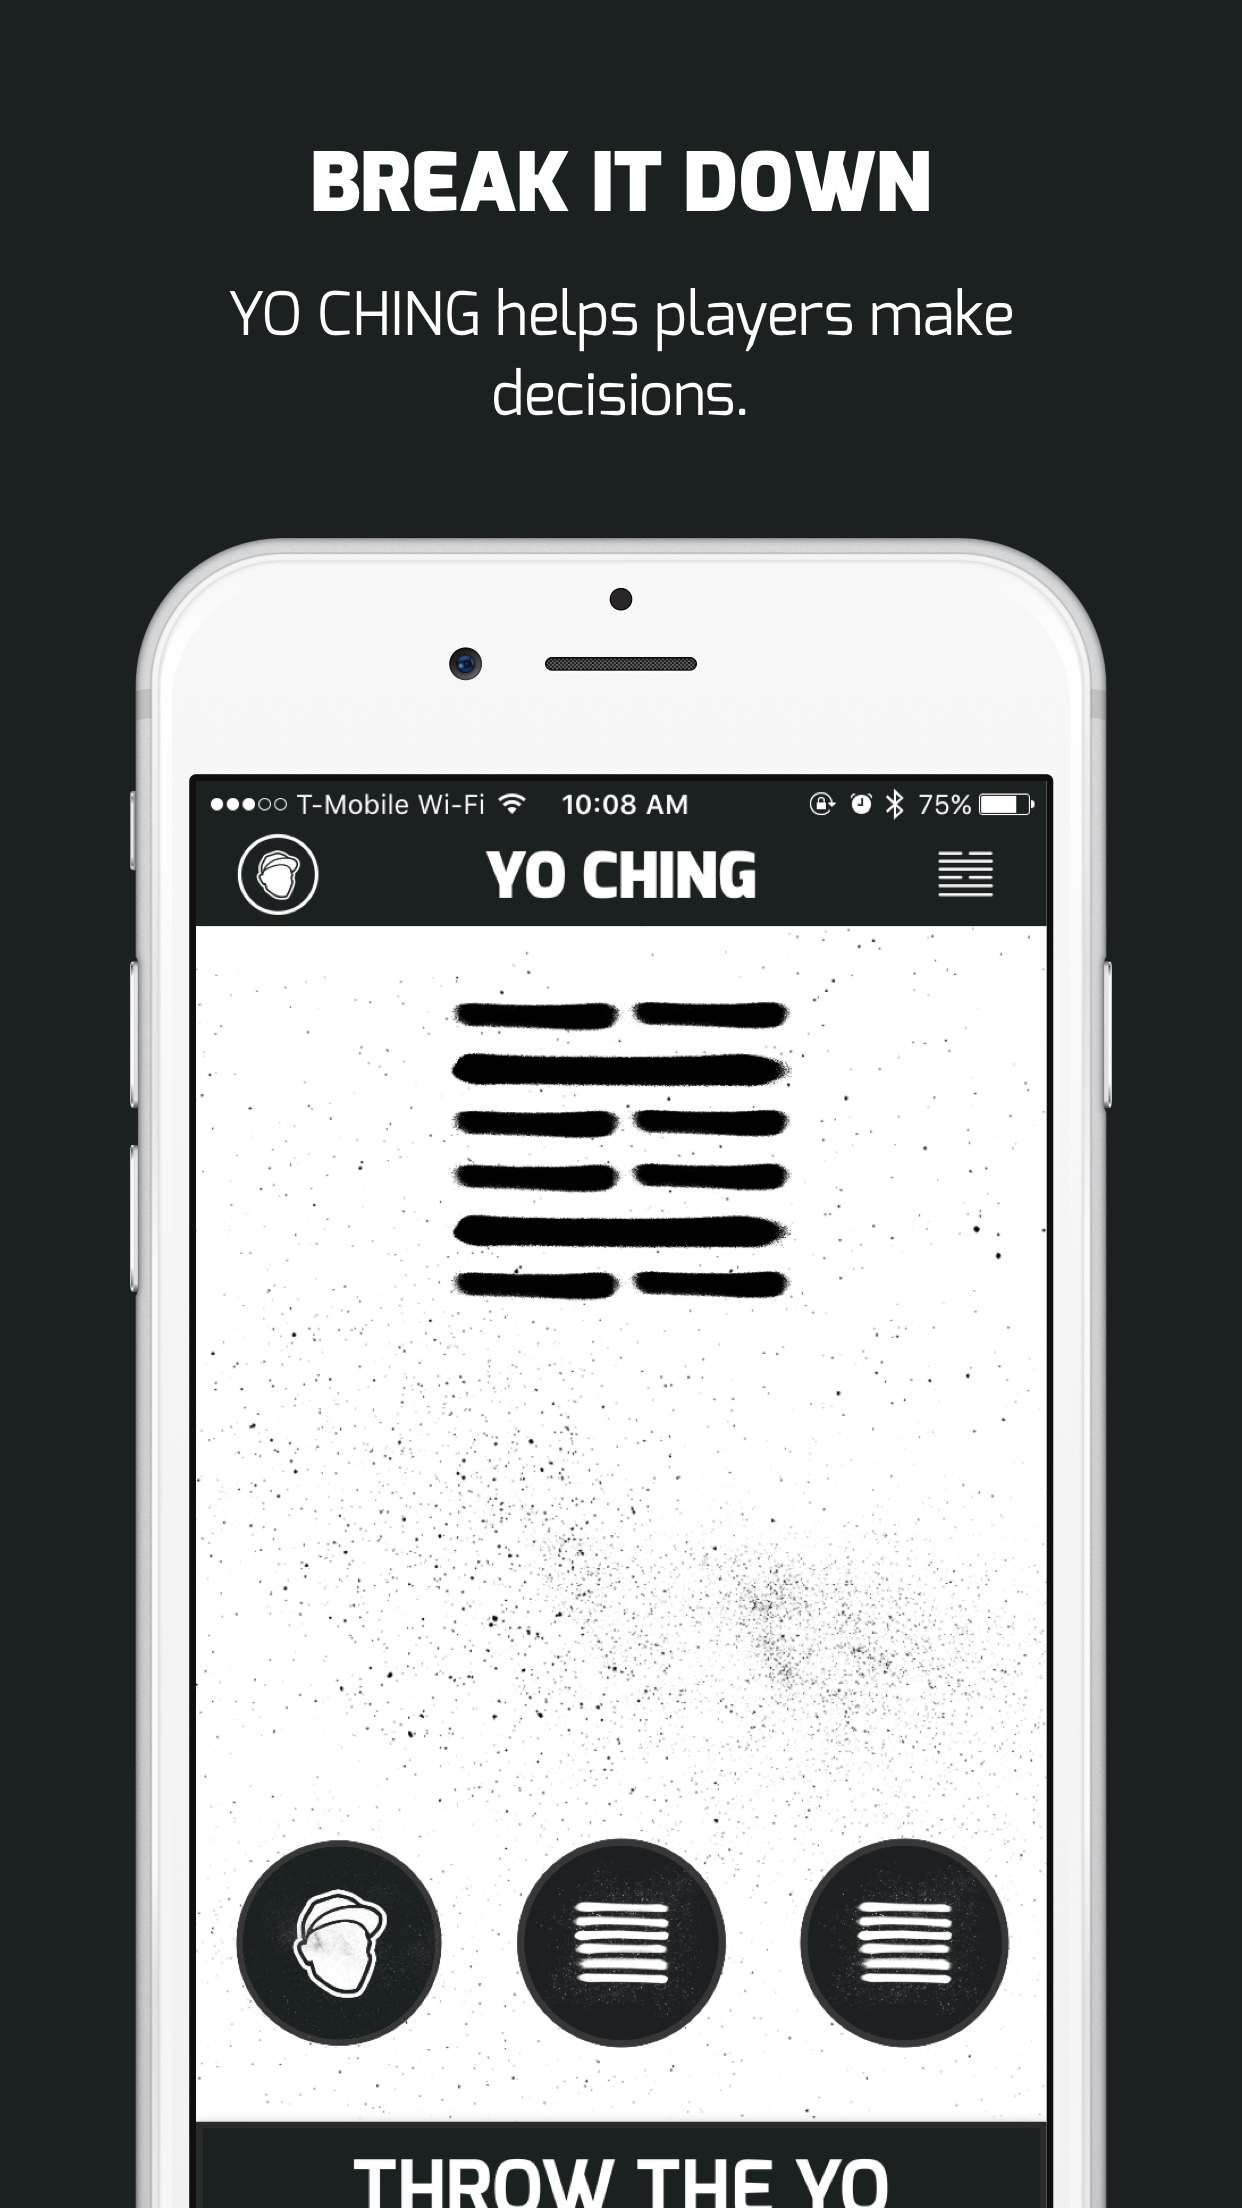 BREAK IT DOWN
YO CHING helps players make
decisions.
T-Mobile Wi-Fi 10:08 AM 75%
YO CHING
THROW THE YO